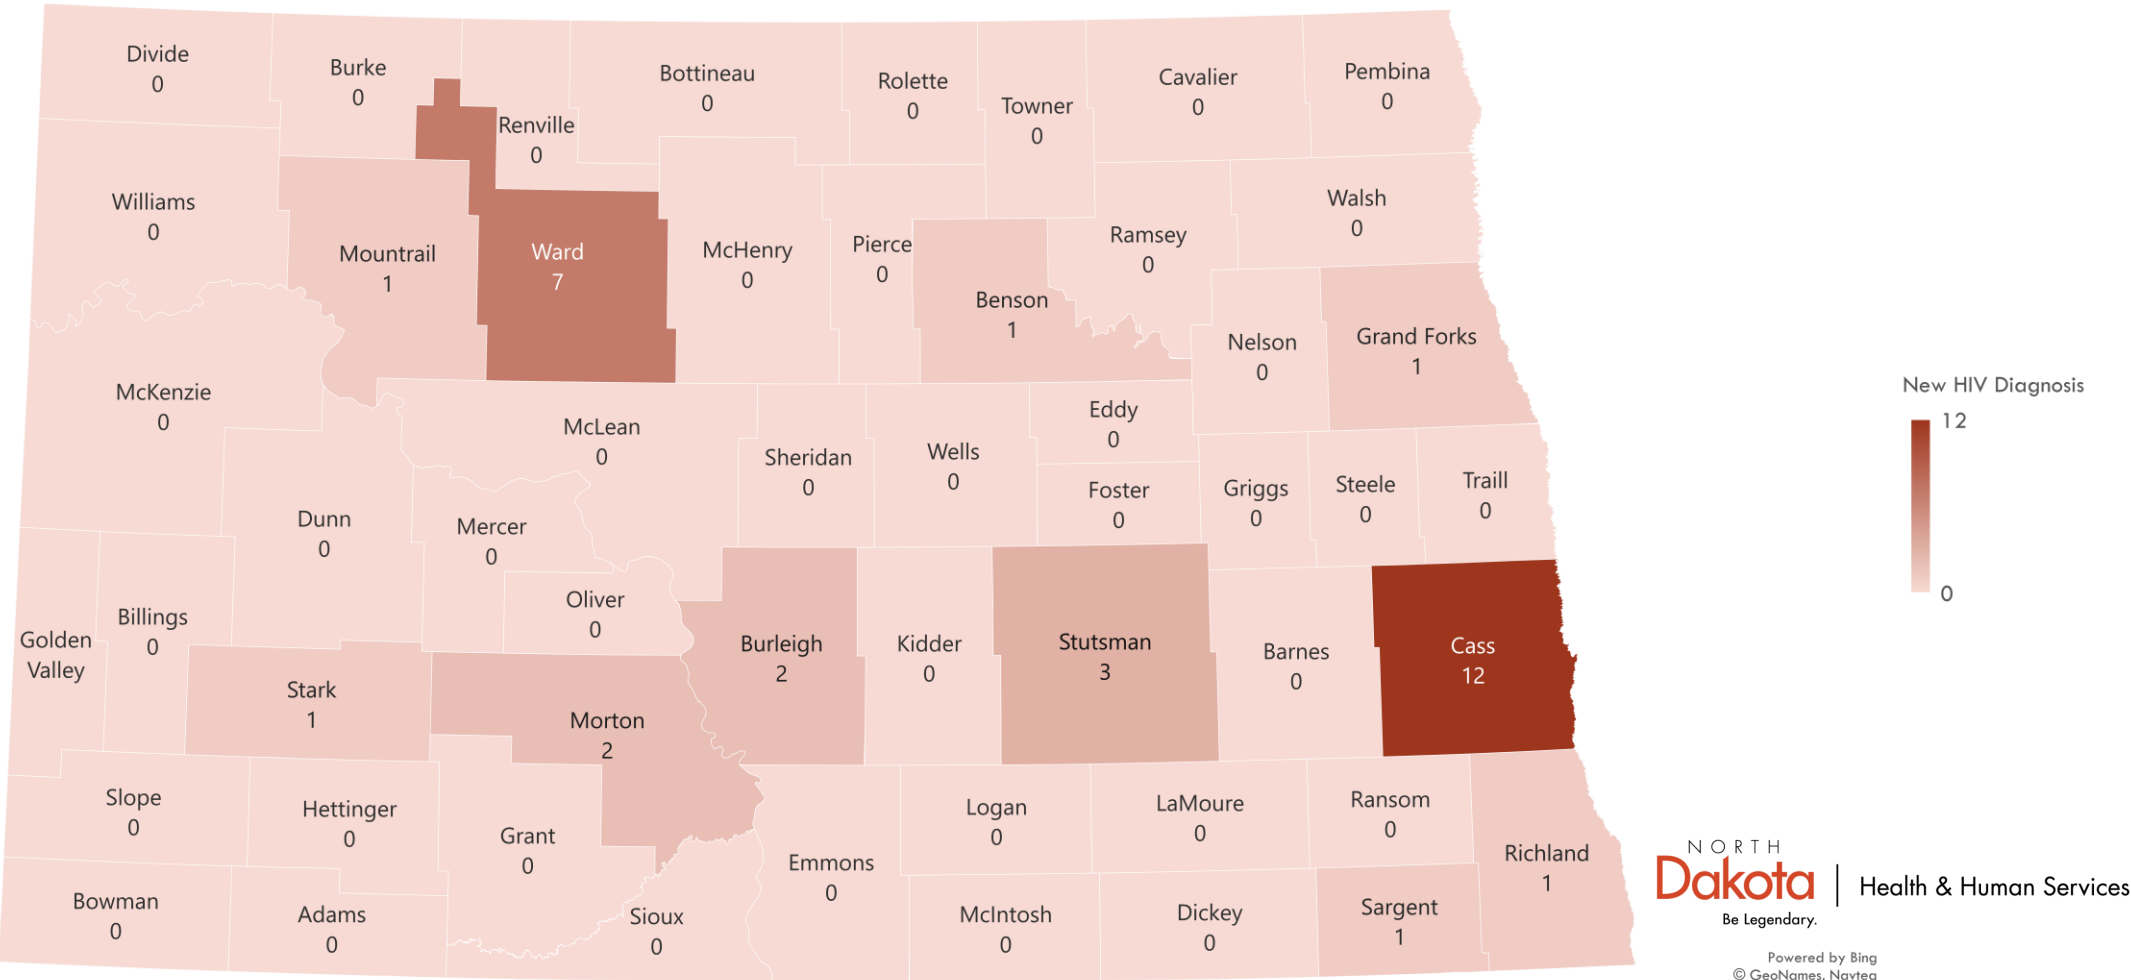 Divide
0
Burke
0
Renville
0
Bottineau
0
Rolette
0
Towner
0
Cavalier
0
Pembina
0
Williams
0
Mountrail
1
Ward
7
McHenry
0
Pierce
0
Benson
1
Ramsey
0
Walsh
0
Nelson
0
Grand Forks
1
McKenzie
0
McLean
0
Sheridan
0
Wells
0
Eddy
0
Foster
0
Griggs
0
Steele
0
Traill
0
Dunn
0
Mercer
0
Oliver
0
Golden
Valley
Billings
0
Stark
1
Morton
2
Burleigh
2
Kidder
0
Stutsman
3
Barnes
0
Cass
12
Slope
0
Hettinger
0
Grant
0
Bowman
0
Adams
0
Sioux
0
Emmons
0
Logan
0
LaMoure
0
Ransom
0
Richland
1
McIntosh
0
Dickey
0
Sargent
1
New HIV Diagnosis
12
0
NORTH
Dakota
Be Legendary.
Health & Human Services
Powered by Bing
© GeoNames, Navteq